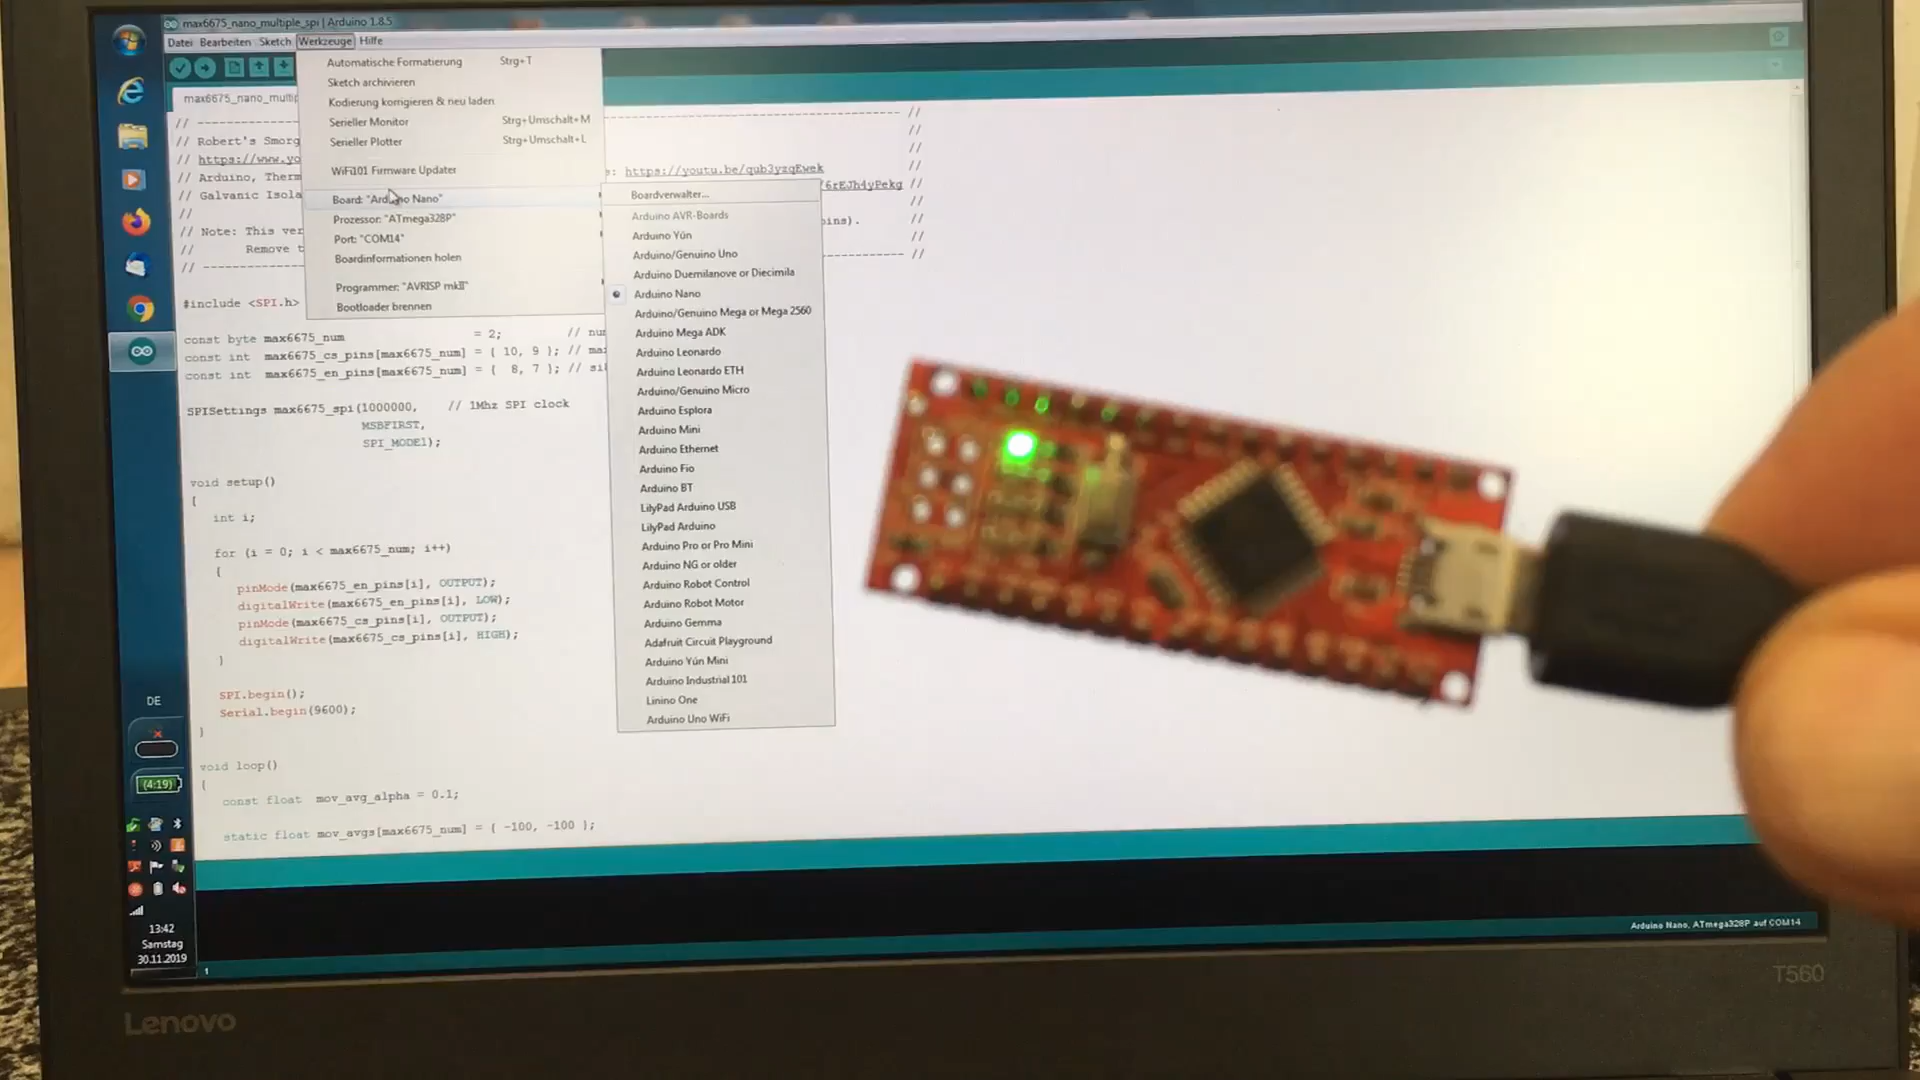 max6675_nano_multiple_spi | Arduino 1.8.5
Datei Bearbeiten Sketch Werkzeuge Hilfe
Automatische Formatierung Strg+T
Sketch archivieren
Kodierung korrigieren & neu laden
Serieller Monitor Strg+Umschalt+M
Serieller Plotter Strg+Umschalt+L
WiFi101 Firmware Updater
Board: "Arduino Nano"
Prozessor: "ATmega328P"
Port: "COM14"
Boardinformationen holen
Programmer: "AVRISP mkII"
Bootloader brennen
Boardverwalter...
Arduino AVR-Boards
Arduino Yún
Arduino/Genuino Uno
Arduino Duemilanove or Diecimila
Arduino Nano
Arduino/Genuino Mega or Mega 2560
Arduino Mega ADK
Arduino Leonardo
Arduino Leonardo ETH
Arduino/Genuino Micro
Arduino Esplora
Arduino Mini
Arduino Ethernet
Arduino Fio
Arduino BT
LilyPad Arduino USB
LilyPad Arduino
Arduino Pro or Pro Mini
Arduino NG or older
Arduino Robot Control
Arduino Robot Motor
Arduino Gemma
Adafruit Circuit Playground
Arduino Yún Mini
Arduino Industrial 101
Linino One
Arduino Uno WiFi
// ---------------------- //
// Robert's Smorg //
// https://www.yo : https://youtu.be/qub3yzqEwek //
// Arduino, Therm /6rEJh4yPekg //
// Galvanic Isola //
// ins). //
// Note: This ver //
// Remove t //
// ---------------------- //
#include <SPI.h>
const byte max6675_num = 2; //
const int max6675_cs_pins[max6675_num] = { 10, 9 }; //
const int max6675_en_pins[max6675_num] = { 8, 7 }; //
SPISettings max6675_spi(1000000, // 1Mhz SPI clock
MSBFIRST,
SPI_MODE1);
void setup()
{
int i;
for (i = 0; i < max6675_num; i++)
{
pinMode(max6675_en_pins[i], OUTPUT);
digitalWrite(max6675_en_pins[i], LOW);
pinMode(max6675_cs_pins[i], OUTPUT);
digitalWrite(max6675_cs_pins[i], HIGH);
}
SPI.begin();
Serial.begin(9600);
}
void loop()
{
const float mov_avg_alpha = 0.1;
static float mov_avgs[max6675_num] = { -100, -100 };
DE
(4:19)
13:42
Samstag
30.11.2019
1
Arduino Nano, ATmega328P auf COM14
Lenovo
T560